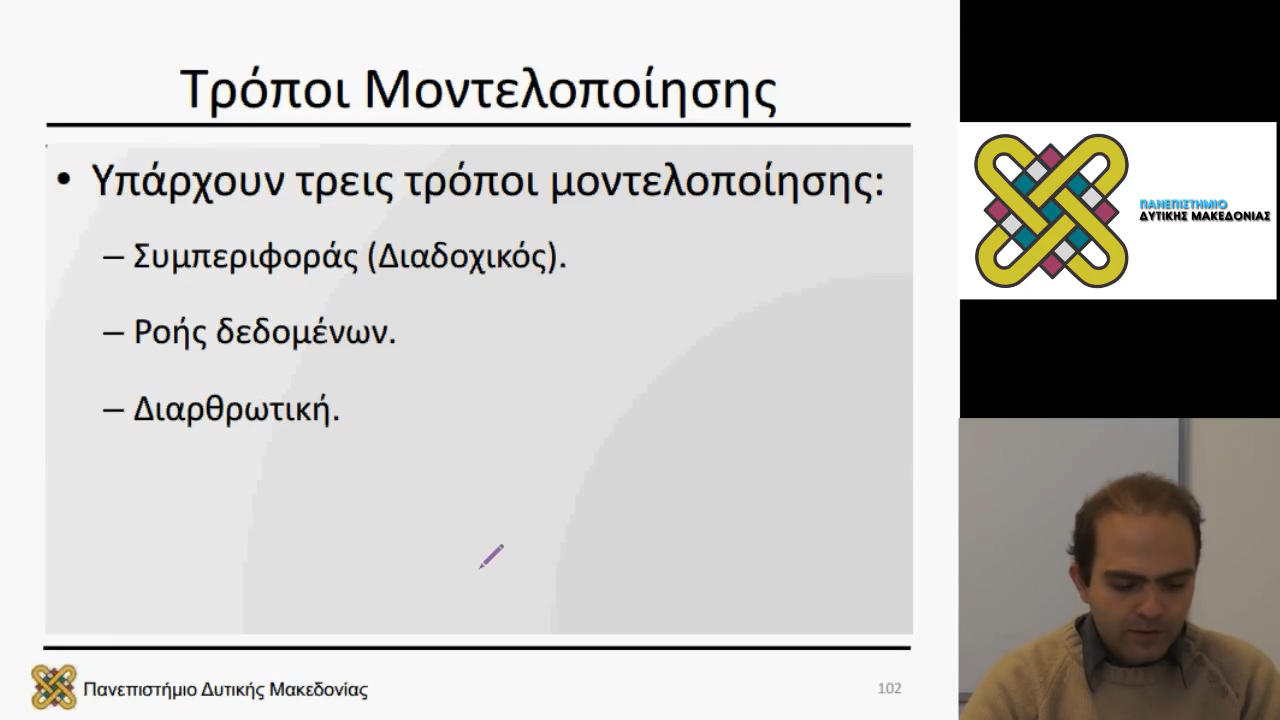 Τρόποι Μοντελοποίησης
• Υπάρχουν τρεις τρόποι μοντελοποίησης:
– Συμπεριφοράς (Διαδοχικός).
– Ροής δεδομένων.
– Διαρθρωτική.
Πανεπιστήμιο Δυτικής Μακεδονίας
102
ΠΑΝΕΠΙΣΤΗΜΙΟ
ΔΥΤΙΚΗΣ ΜΑΚΕΔΟΝΙΑΣ